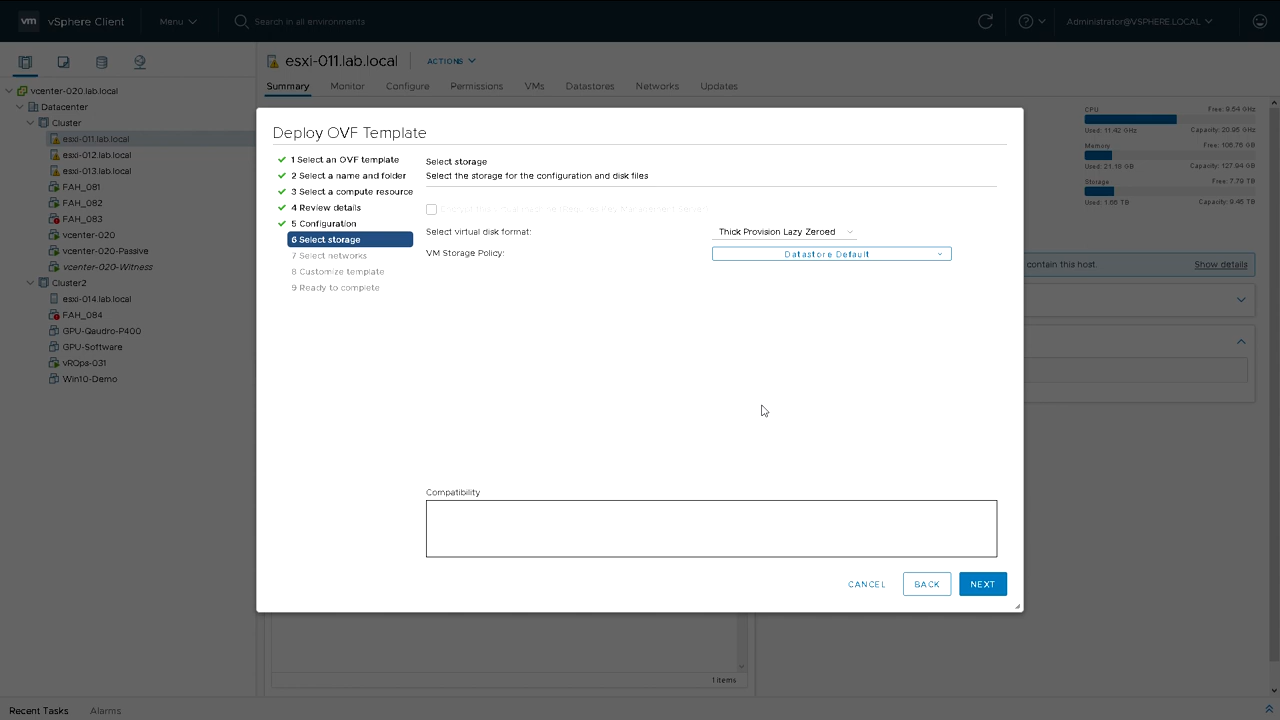 vm vSphere Client Menu Search in all environments Administrator@VSPHERE.LOCAL
esxi-011.lab.local ACTIONS
Summary Monitor Configure Permissions VMs Datastores Networks Updates
vcenter-020.lab.local
Datacenter
Cluster
esxi-011.lab.local
esxi-012.lab.local
esxi-013.lab.local
FAH_081
FAH_082
FAH_083
vcenter-020
vcenter-020-Passive
vcenter-020-Witness
Cluster2
esxi-014.lab.local
FAH_084
GPU-Qaudro-P400
GPU-Software
vROps-031
Win10-Demo
CPU Free: 9.54 GHz
Used: 11.42 GHz Capacity: 20.95 GHz
Memory Free: 106.76 GB
Used: 21.18 GB Capacity: 127.94 GB
Storage Free: 7.79 TB
Used: 1.66 TB Capacity: 9.45 TB
contain this host. Show details
Deploy OVF Template
1 Select an OVF template
2 Select a name and folder
3 Select a compute resource
4 Review details
5 Configuration
6 Select storage
7 Select networks
8 Customize template
9 Ready to complete
Select storage
Select the storage for the configuration and disk files
Encrypt this virtual machine (Requires Key Management Server)
Select virtual disk format: Thick Provision Lazy Zeroed
VM Storage Policy: Datastore Default
Compatibility
CANCEL BACK NEXT
1 items
Recent Tasks Alarms